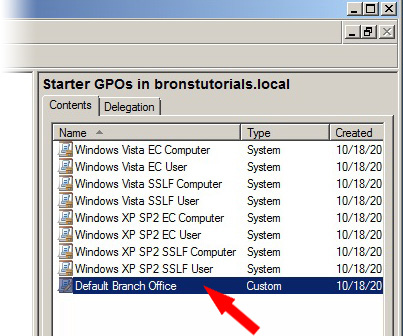 Starter GPOs in bronstutorials.local
Contents Delegation
Name Type Created
Windows Vista EC Computer System 10/18/20
Windows Vista EC User System 10/18/20
Windows Vista SSLF Computer System 10/18/20
Windows Vista SSLF User System 10/18/20
Windows XP SP2 EC Computer System 10/18/20
Windows XP SP2 EC User System 10/18/20
Windows XP SP2 SSLF Computer System 10/18/20
Windows XP SP2 SSLF User System 10/18/20
Default Branch Office Custom 10/18/20